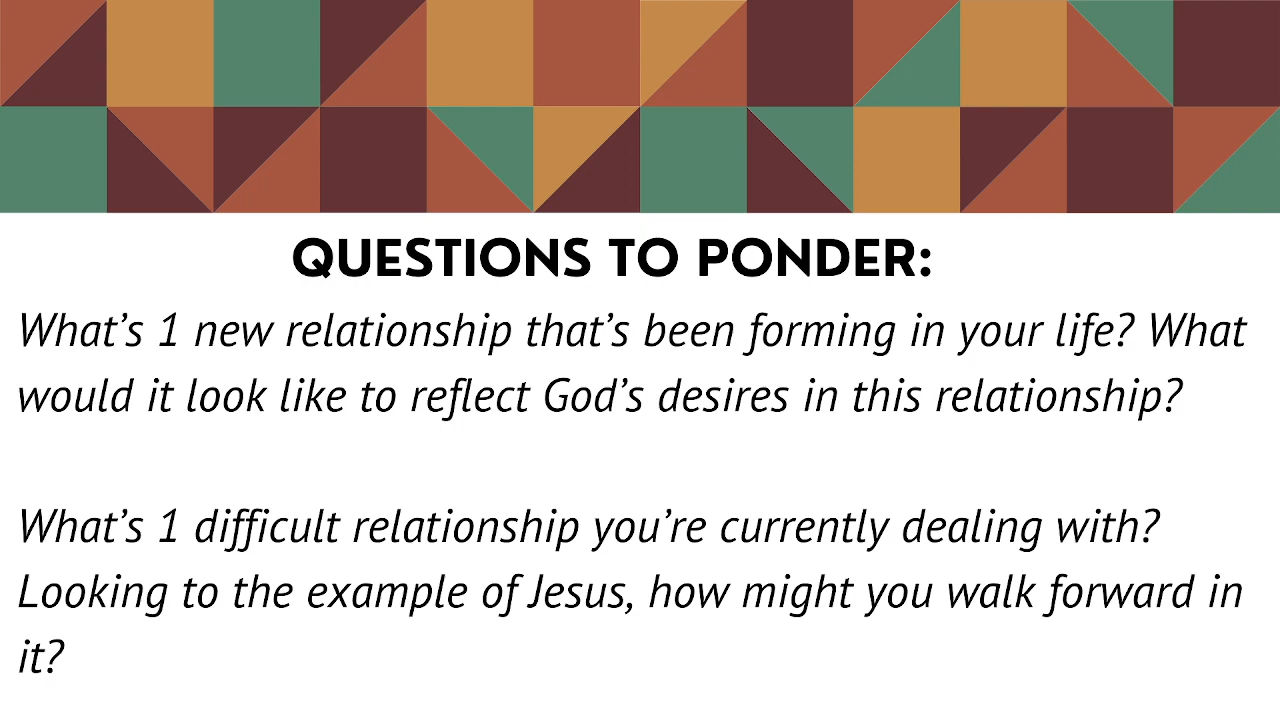 QUESTIONS TO PONDER:
What’s 1 new relationship that’s been forming in your life? What
would it look like to reflect God’s desires in this relationship?
What’s 1 difficult relationship you’re currently dealing with?
Looking to the example of Jesus, how might you walk forward in
it?